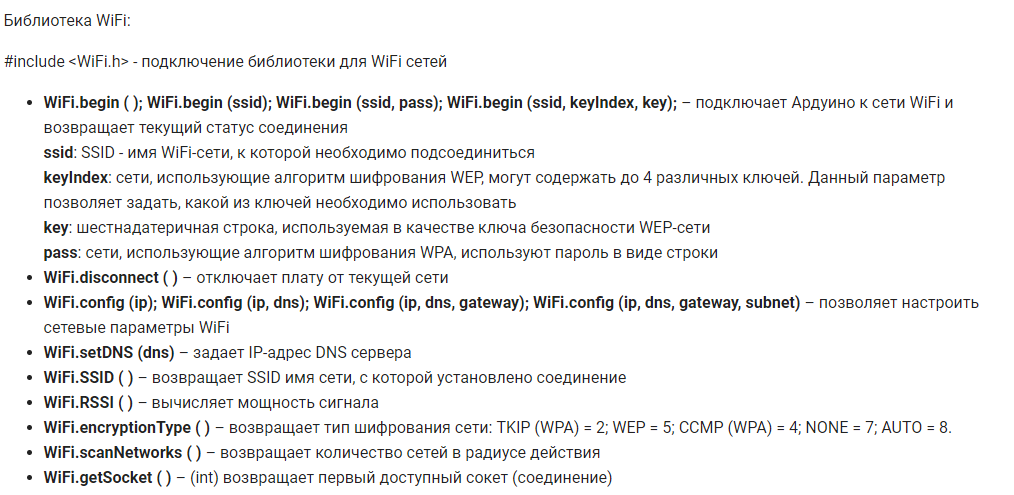 Библиотека WiFi:
#include <WiFi.h> - подключение библиотеки для WiFi сетей
• WiFi.begin ( ); WiFi.begin (ssid); WiFi.begin (ssid, pass); WiFi.begin (ssid, keyIndex, key); – подключает Ардуино к сети WiFi и
возвращает текущий статус соединения
ssid: SSID - имя WiFi-сети, к которой необходимо подсоединиться
keyIndex: сети, использующие алгоритм шифрования WEP, могут содержать до 4 различных ключей. Данный параметр
позволяет задать, какой из ключей необходимо использовать
key: шестнадатеричная строка, используемая в качестве ключа безопасности WEP-сети
pass: сети, использующие алгоритм шифрования WPA, используют пароль в виде строки
• WiFi.disconnect ( ) – отключает плату от текущей сети
• WiFi.config (ip); WiFi.config (ip, dns); WiFi.config (ip, dns, gateway); WiFi.config (ip, dns, gateway, subnet) – позволяет настроить
сетевые параметры WiFi
• WiFi.setDNS (dns) – задает IP-адрес DNS сервера
• WiFi.SSID ( ) – возвращает SSID имя сети, с которой установлено соединение
• WiFi.RSSI ( ) – вычисляет мощность сигнала
• WiFi.encryptionType ( ) – возвращает тип шифрования сети: TKIP (WPA) = 2; WEP = 5; CCMP (WPA) = 4; NONE = 7; AUTO = 8.
• WiFi.scanNetworks ( ) – возвращает количество сетей в радиусе действия
• WiFi.getSocket ( ) – (int) возвращает первый доступный сокет (соединение)